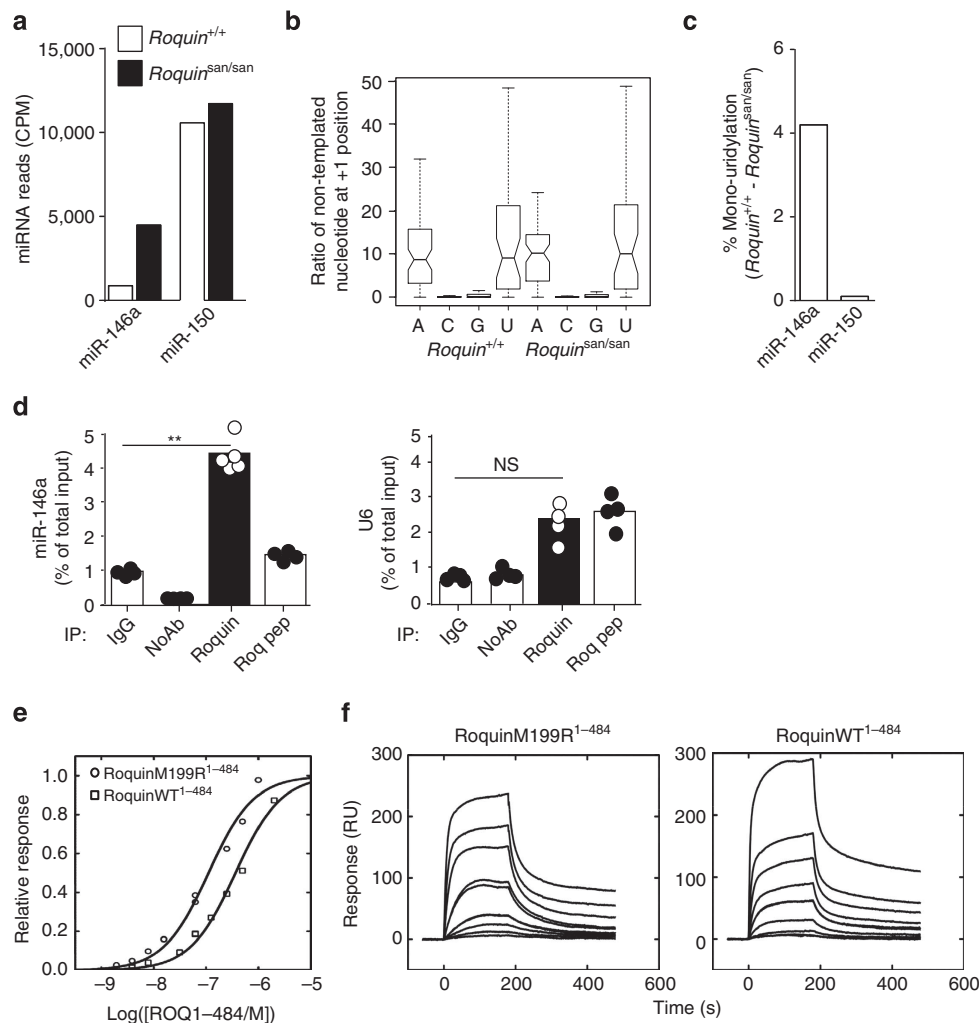 a
Roquin+/+
Roquinsan/san
15,000
10,000
5,000
0
miRNA reads (CPM)
miR-146a
miR-150
b
50
40
30
20
10
0
Ratio of non-templated
nucleotide at +1 position
A C G U A C G U
Roquin+/+ Roquinsan/san
c
6
4
2
0
% Mono-uridylation
(Roquin+/+ - Roquinsan/san)
miR-146a
miR-150
d
5
4
3
2
1
0
miR-146a
(% of total input)
**
IP:
IgG
NoAb
Roquin
Roq pep
5
4
3
2
1
0
U6
(% of total input)
NS
IP:
IgG
NoAb
Roquin
Roq pep
e
RoquinM199R1–484
RoquinWT1–484
1.0
0.8
0.6
0.4
0.2
0.0
Relative response
–9 –8 –7 –6 –5
Log([ROQ1–484/M])
f
RoquinM199R1–484
300
200
100
0
Response (RU)
0 200 400 600
RoquinWT1–484
300
200
100
0
0 200 400 600
Time (s)